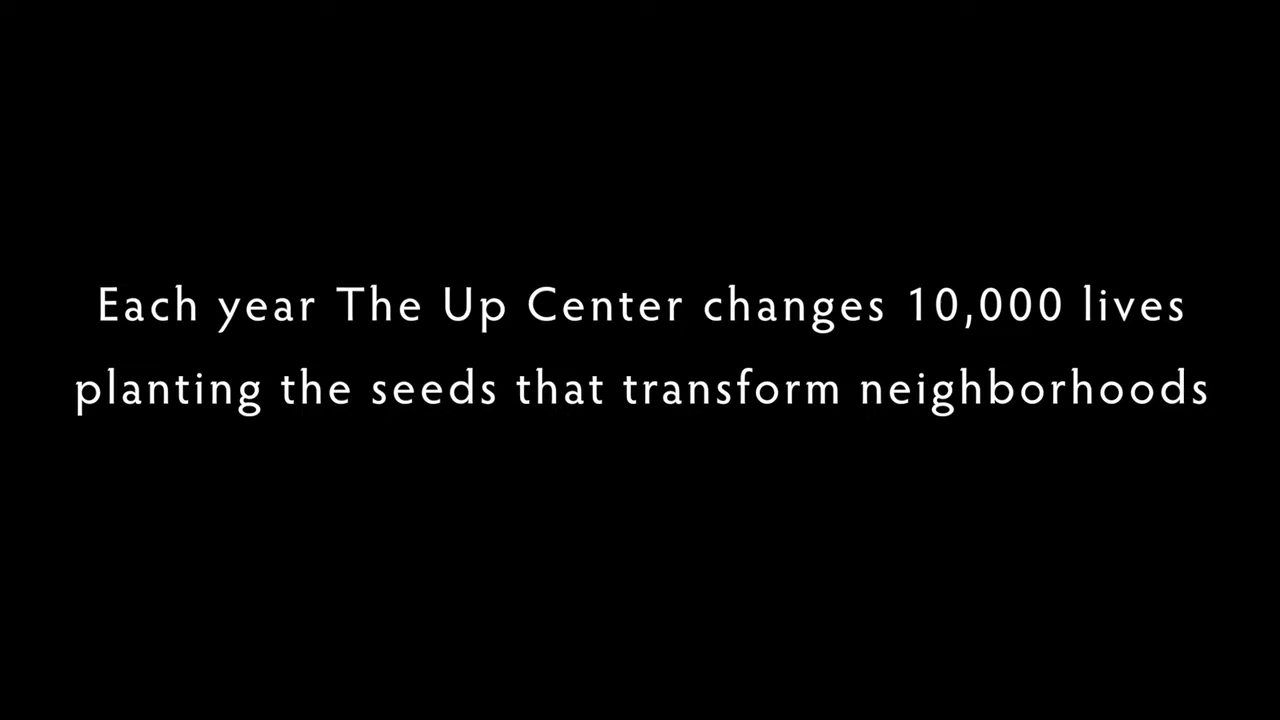 Each year The Up Center changes 10,000 lives
planting the seeds that transform neighborhoods